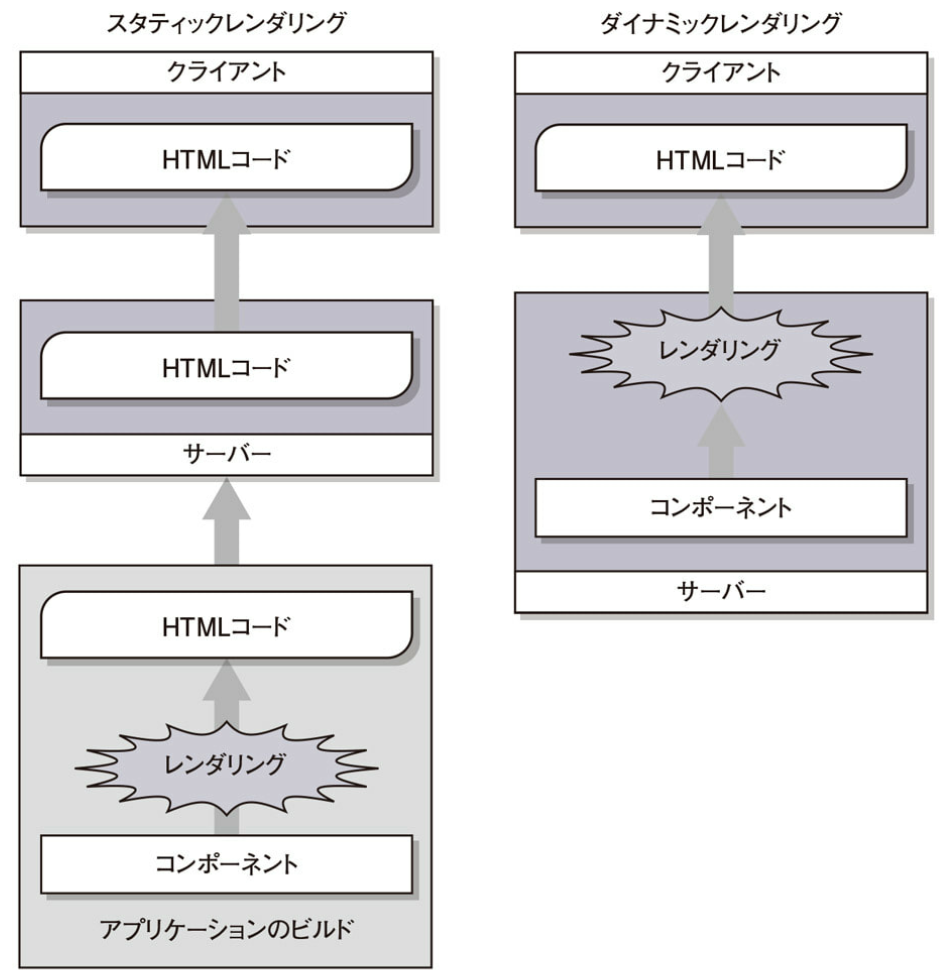 スタティックレンダリング
クライアント
HTMLコード
HTMLコード
サーバー
HTMLコード
レンダリング
コンポーネント
アプリケーションのビルド
ダイナミックレンダリング
クライアント
HTMLコード
レンダリング
コンポーネント
サーバー